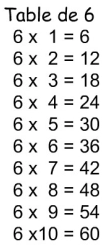 Table de 6
6 x 1 = 6
6 x 2 = 12
6 x 3 = 18
6 x 4 = 24
6 x 5 = 30
6 x 6 = 36
6 x 7 = 42
6 x 8 = 48
6 x 9 = 54
6 x10 = 60